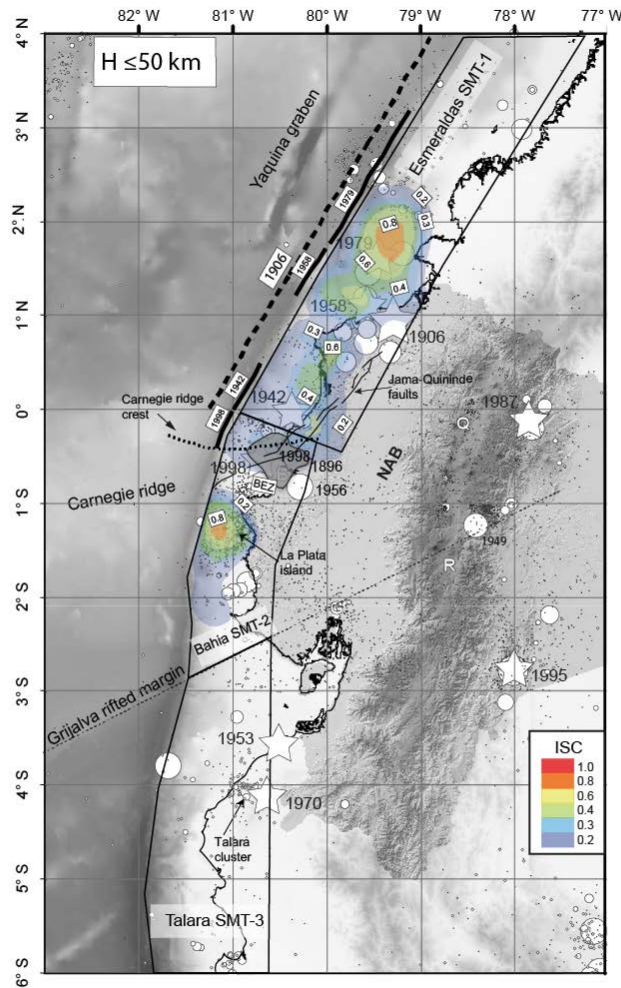 82° W
81° W
80° W
79° W
78° W
77° W
4° N
3° N
2° N
1° N
0°
1° S
2° S
3° S
4° S
5° S
6° S
H ≤50 km
Yaquina graben
Esmeraldas SMT-1
1979
1906
1958
1942
1998
0.2
0.3
0.8
1979
0.6
0.4
1958
0.3
0.6
1906
1942
0.4
Jama-Quininde
faults
Carnegie ridge
crest
0.2
1987
NAB
Q
1998
1998
1896
BEZ
1956
Carnegie ridge
0.2
0.8
1949
La Plata
island
R
Bahia SMT-2
Grijalva rifted margin
1995
1953
1970
Talara
cluster
Talara SMT-3
ISC
1.0
0.8
0.6
0.4
0.3
0.2